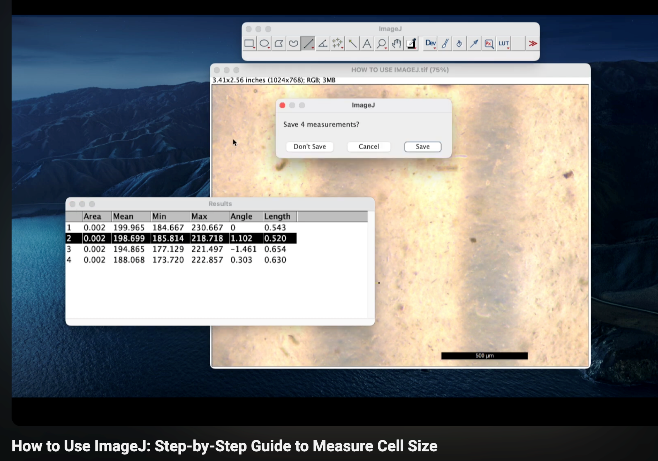 ImageJ
Dev LUT
HOW TO USE IMAGEJ.tif (75%)
3.41x2.56 inches (1024x768); RGB; 3MB
ImageJ
Save 4 measurements?
Don't Save Cancel Save
Results
Area Mean Min Max Angle Length
1 0.002 199.965 184.667 230.667 0 0.543
2 0.002 198.699 185.814 218.718 1.102 0.520
3 0.002 194.865 177.129 221.497 -1.461 0.654
4 0.002 188.068 173.720 222.857 0.303 0.630
500 μm
How to Use ImageJ: Step-by-Step Guide to Measure Cell Size